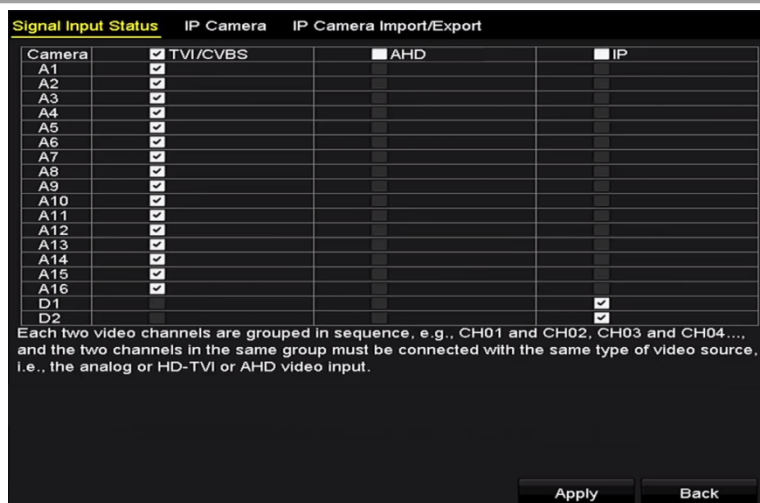 Signal Input Status IP Camera IP Camera Import/Export
Camera TVI/CVBS AHD IP
A1
A2
A3
A4
A5
A6
A7
A8
A9
A10
A11
A12
A13
A14
A15
A16
D1
D2
Each two video channels are grouped in sequence, e.g., CH01 and CH02, CH03 and CH04...,
and the two channels in the same group must be connected with the same type of video source,
i.e., the analog or HD-TVI or AHD video input.
Apply Back